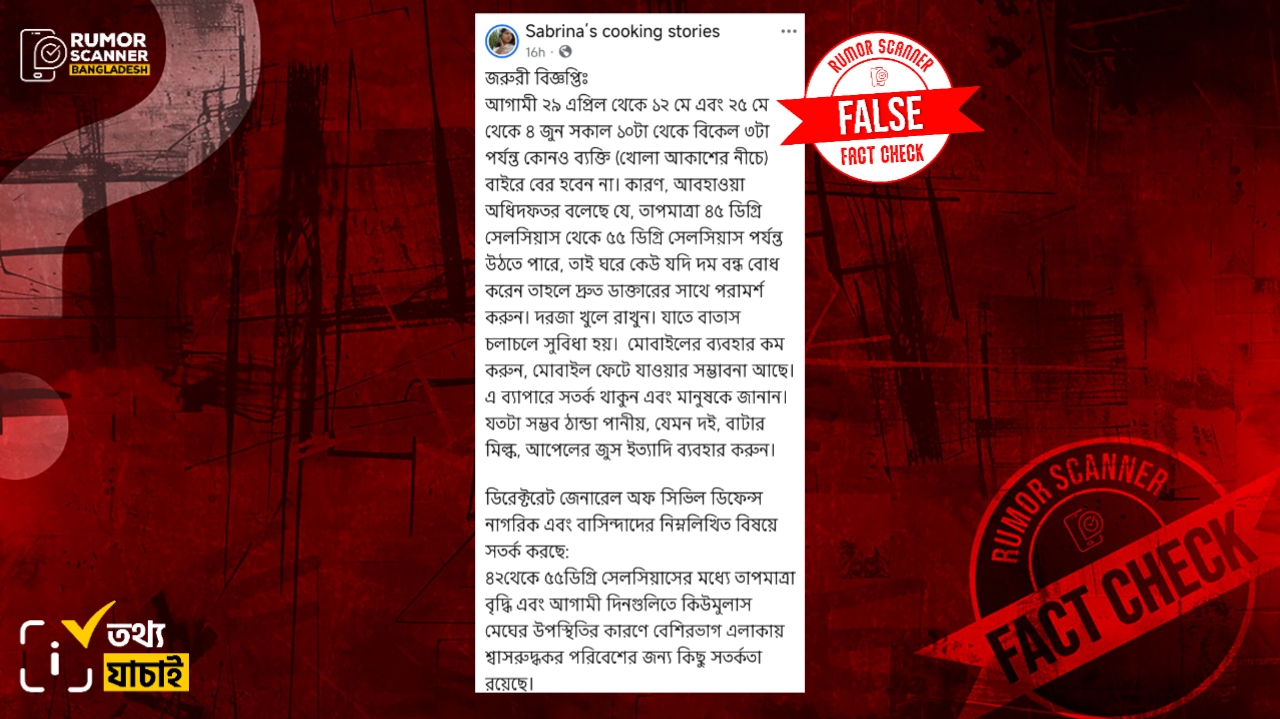 RUMOR
SCANNER
BANGLADESH
Sabrina's cooking stories
16h
জরুরী বিজ্ঞপ্তিঃ
আগামী ২৯ এপ্রিল থেকে ১২ মে এবং ২৫ মে
থেকে ৪ জুন সকাল ১০টা থেকে বিকেল ৩টা
পর্যন্ত কোনও ব্যক্তি (খোলা আকাশের নীচে)
বাইরে বের হবেন না। কারণ, আবহাওয়া
অধিদফতর বলেছে যে, তাপমাত্রা ৪৫ ডিগ্রি
সেলসিয়াস থেকে ৫৫ ডিগ্রি সেলসিয়াস পর্যন্ত
উঠতে পারে, তাই ঘরে কেউ যদি দম বন্ধ বোধ
করেন তাহলে দ্রুত ডাক্তারের সাথে পরামর্শ
করুন। দরজা খুলে রাখুন। যাতে বাতাস
চলাচলে সুবিধা হয়। মোবাইলের ব্যবহার কম
করুন, মোবাইল ফেটে যাওয়ার সম্ভাবনা আছে।
এ ব্যাপারে সতর্ক থাকুন এবং মানুষকে জানান।
যতটা সম্ভব ঠান্ডা পানীয়, যেমন দই, বাটার
মিল্ক, আপেলের জুস ইত্যাদি ব্যবহার করুন।
ডিরেক্টরেট জেনারেল অফ সিভিল ডিফেন্স
নাগরিক এবং বাসিন্দাদের নিম্নলিখিত বিষয়ে
সতর্ক করছে:
৪২থেকে ৫৫ডিগ্রি সেলসিয়াসের মধ্যে তাপমাত্রা
বৃদ্ধি এবং আগামী দিনগুলিতে কিউমুলাস
মেঘের উপস্থিতির কারণে বেশিরভাগ এলাকায়
শ্বাসরুদ্ধকর পরিবেশের জন্য কিছু সতর্কতা
রয়েছে।
RUMOR SCANNER
FALSE
FACT CHECK
তথ্য
যাচাই
RUMOR SCANNER
FACT CHECK